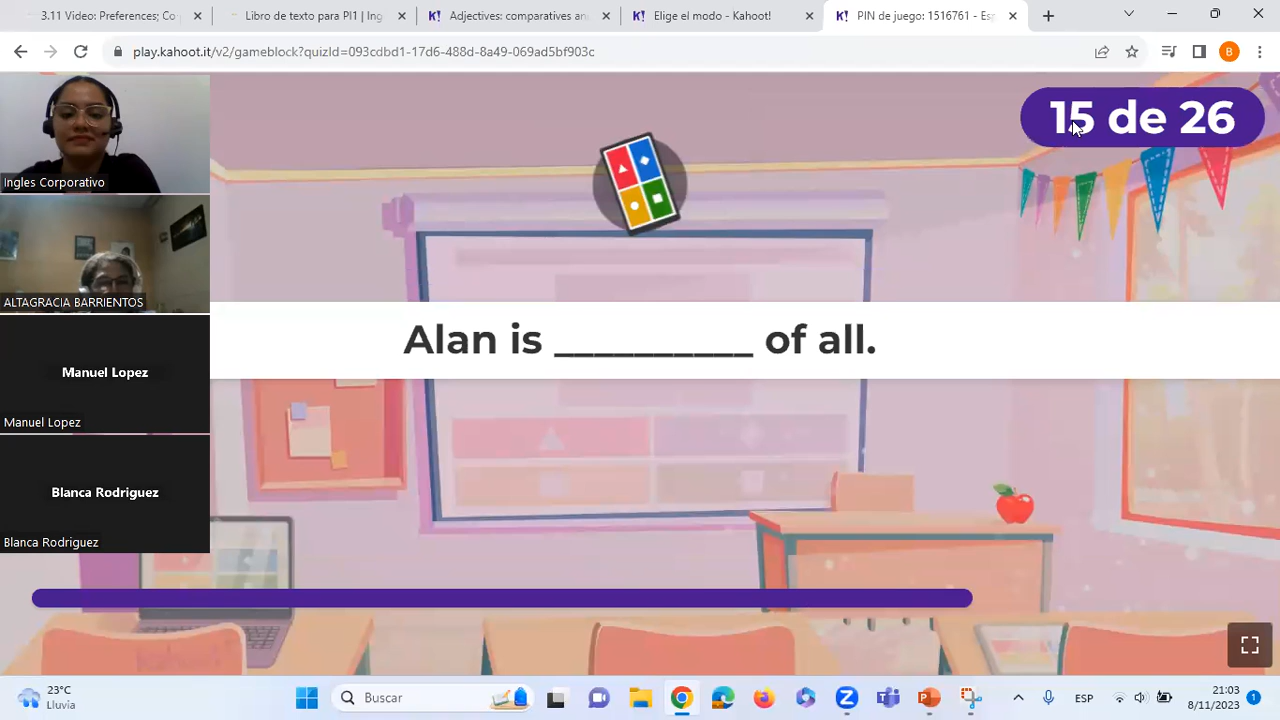 3.11 Video: Preferences; Co
Libro de texto para PI1 | Ing
Adjectives: comparatives an
Elige el modo - Kahoot!
PIN de juego: 1516761 - Es
play.kahoot.it/v2/gameblock?quizId=093cdbd1-17d6-488d-8a49-069ad5bf903c
B
15 de 26
Ingles Corporativo
ALTAGRACIA BARRIENTOS
Alan is __________ of all.
Manuel Lopez
Manuel Lopez
Blanca Rodriguez
Blanca Rodriguez
23°C
Lluvia
Buscar
ESP
21:03
8/11/2023
1